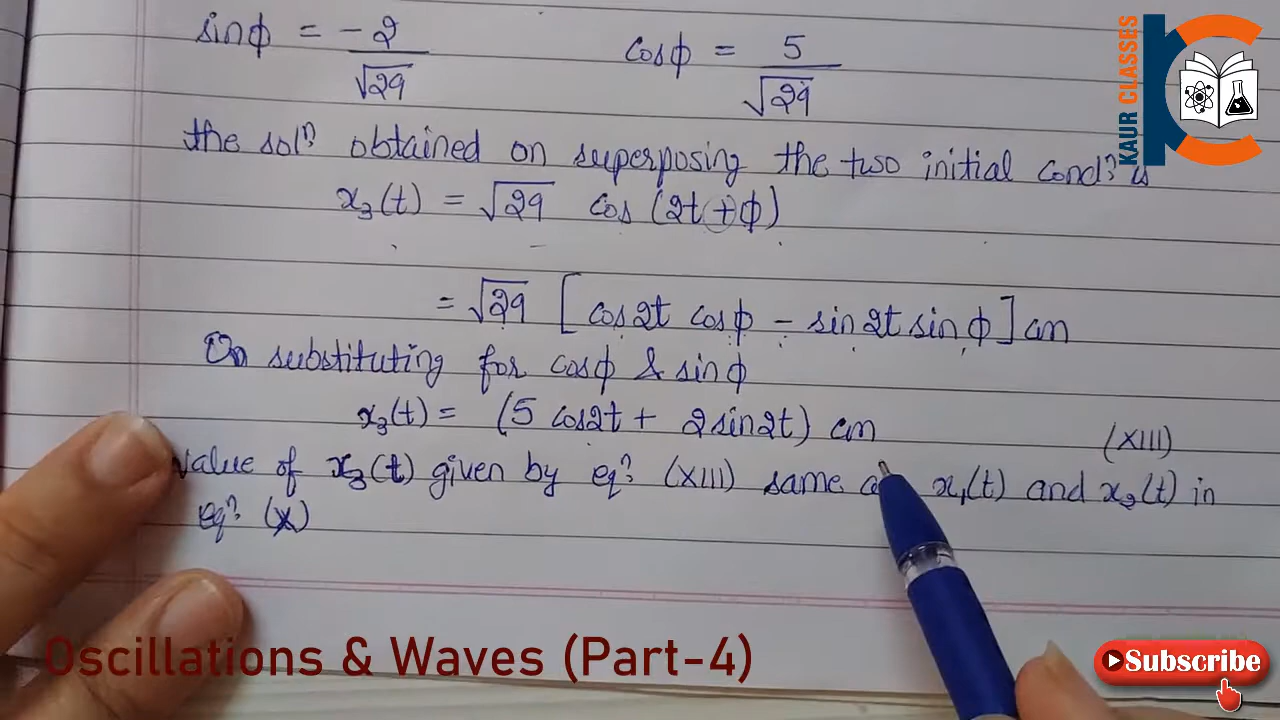 sinφ = -2/√29 cosφ = 5/√29
the solⁿ obtained on superposing the two initial condⁿ is
x₃(t) = √29 cos (2t + φ)
= √29 [cos2t cosφ - sin2t sinφ] cm
On substituting for cosφ & sinφ
x₃(t) = (5 cos2t + 2 sin2t) cm (XIII)
value of x₃(t) given by eqⁿ (XIII) same x₁(t) and x₂(t) in
eqⁿ (X)
Oscillations & Waves (Part-4)
KAUR CLASSES
Subscribe